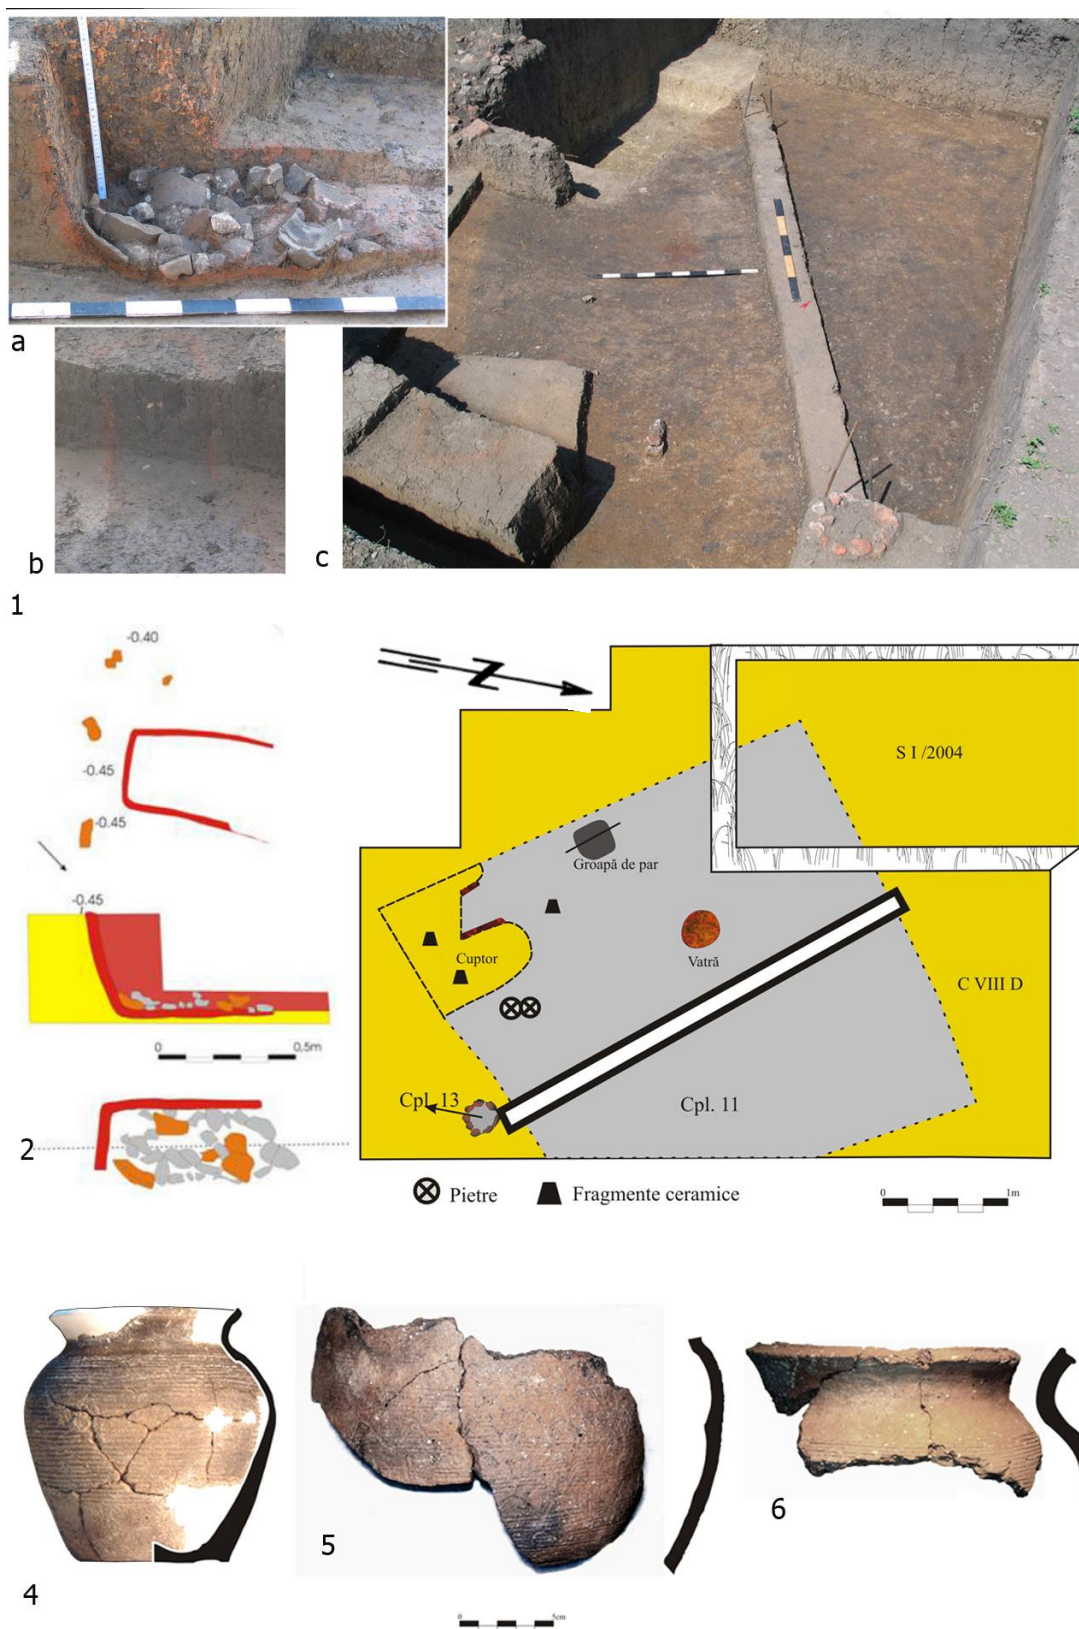 a
b
c
1
-0.40
-0.45
-0.45
-0.45
0 0,5m
2
N
S I /2004
Groapă de par
Cuptor
Vatră
C VIII D
Cpl. 13
Cpl. 11
Pietre
Fragmente ceramice
0 1m
4
5
6
0 5cm